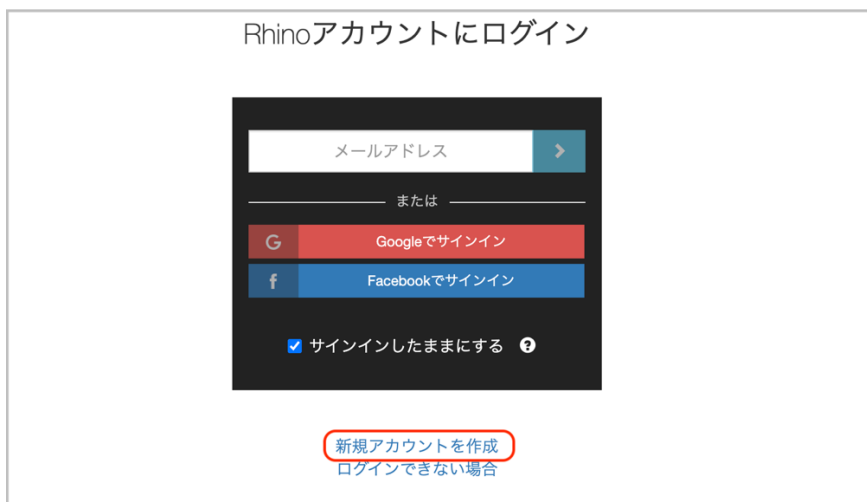 Rhinoアカウントにログイン
メールアドレス
または
G Googleでサインイン
f Facebookでサインイン
サインインしたままにする ?
新規アカウントを作成
ログインできない場合